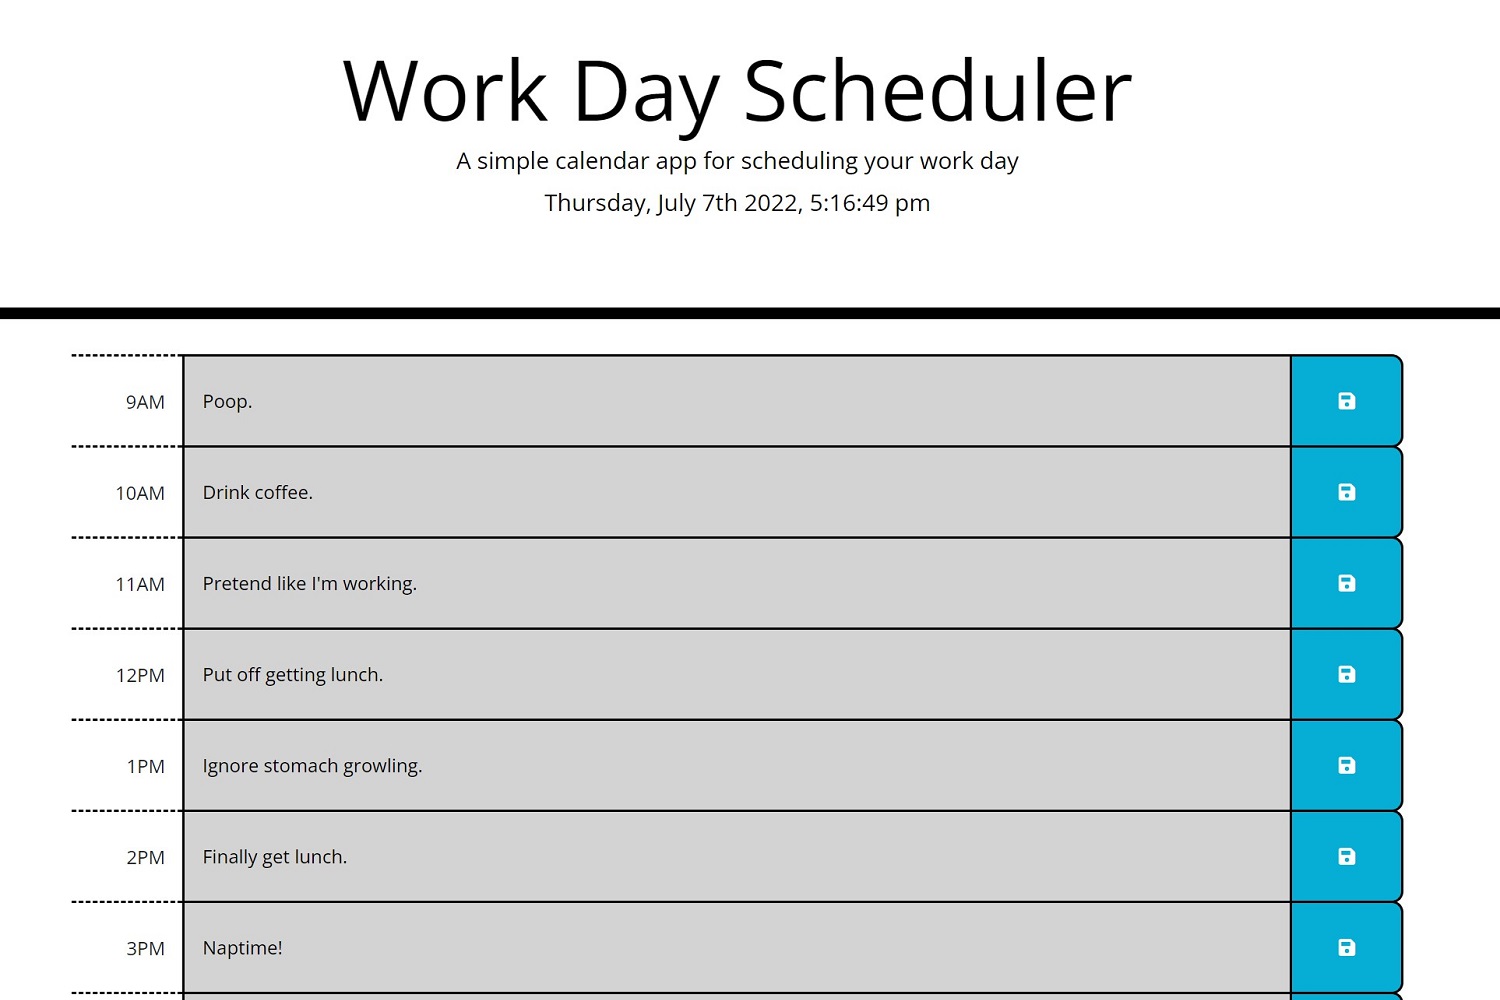 Work Day Scheduler
A simple calendar app for scheduling your work day
Thursday, July 7th 2022, 5:16:49 pm
9AM Poop.
10AM Drink coffee.
11AM Pretend like I'm working.
12PM Put off getting lunch.
1PM Ignore stomach growling.
2PM Finally get lunch.
3PM Naptime!